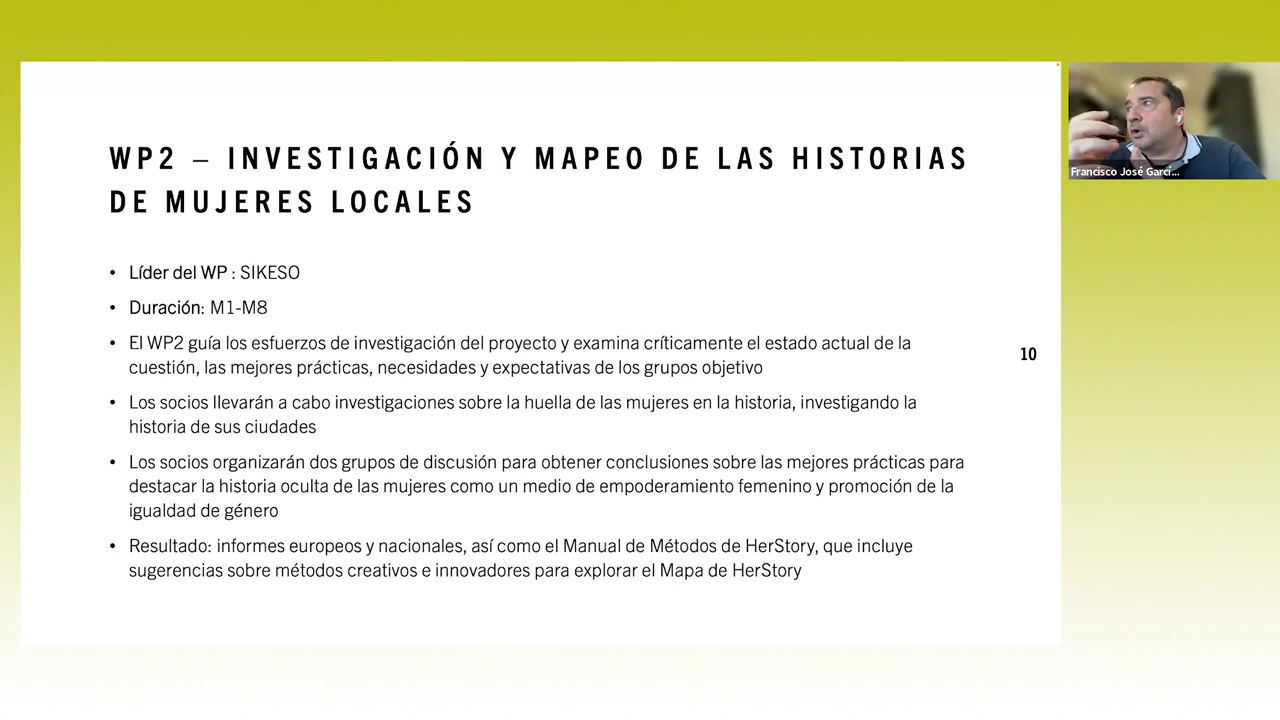 WP2 – INVESTIGACIÓN Y MAPEO DE LAS HISTORIAS
DE MUJERES LOCALES
• Líder del WP : SIKESO
• Duración: M1-M8
• El WP2 guía los esfuerzos de investigación del proyecto y examina críticamente el estado actual de la
cuestión, las mejores prácticas, necesidades y expectativas de los grupos objetivo
• Los socios llevarán a cabo investigaciones sobre la huella de las mujeres en la historia, investigando la
historia de sus ciudades
• Los socios organizarán dos grupos de discusión para obtener conclusiones sobre las mejores prácticas para
destacar la historia oculta de las mujeres como un medio de empoderamiento femenino y promoción de la
igualdad de género
• Resultado: informes europeos y nacionales, así como el Manual de Métodos de HerStory, que incluye
sugerencias sobre métodos creativos e innovadores para explorar el Mapa de HerStory
10
Francisco José Garcí...